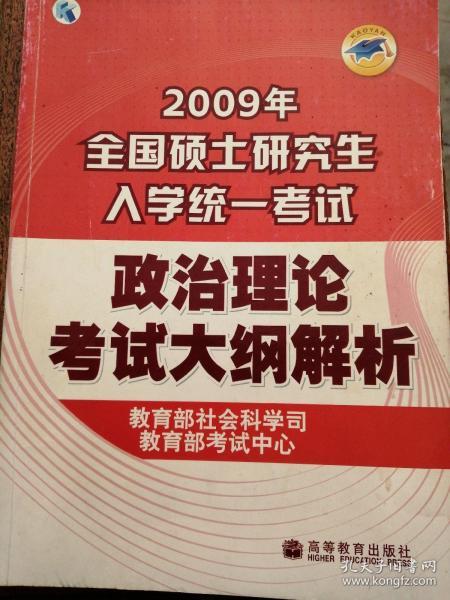 KAOYAN
2009年
全国硕士研究生
入学统一考试
政治理论
考试大纲解析
教育部社会科学司
教育部考试中心
高等教育出版社
HIGHER EDUCATION PRESS
孔夫子旧书网
www.kongfz.com